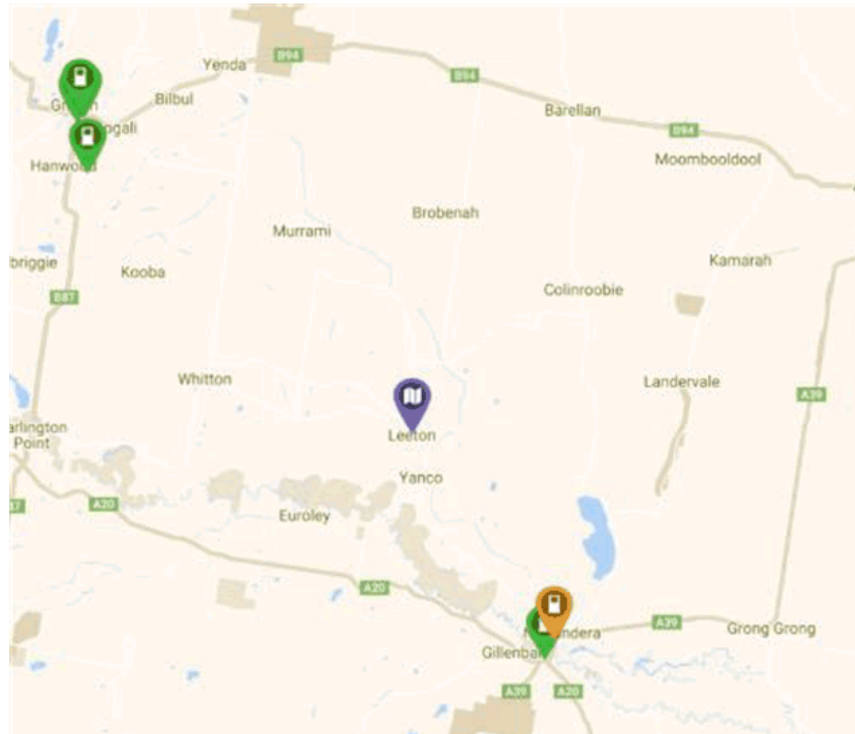 B94
Yenda
B94
Bilbul
Barellan
B94
Moombooldool
Hanwood
Brobenah
Murrami
Kamarah
Kooba
Colinroobie
B87
Whitton
Landervale
A39
Leeton
Point
Yanco
A20
Euroley
A20
A39
Grong Grong
A39
A20